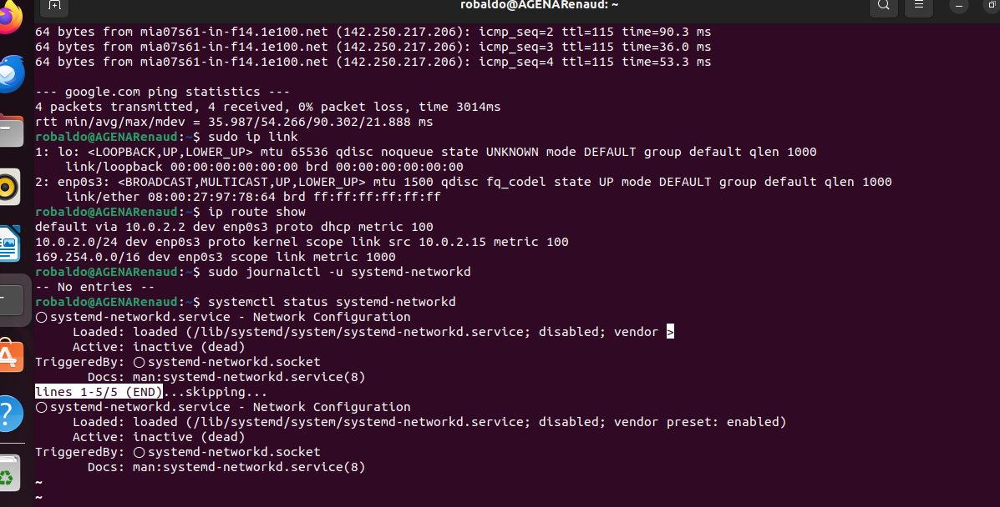 robaldo@AGENARenaud: ~
64 bytes from mia07s61-in-f14.1e100.net (142.250.217.206): icmp_seq=2 ttl=115 time=90.3 ms
64 bytes from mia07s61-in-f14.1e100.net (142.250.217.206): icmp_seq=3 ttl=115 time=36.0 ms
64 bytes from mia07s61-in-f14.1e100.net (142.250.217.206): icmp_seq=4 ttl=115 time=53.3 ms
--- google.com ping statistics ---
4 packets transmitted, 4 received, 0% packet loss, time 3014ms
rtt min/avg/max/mdev = 35.987/54.266/90.302/21.888 ms
robaldo@AGENARenaud:~$ sudo ip link
1: lo: <LOOPBACK,UP,LOWER_UP> mtu 65536 qdisc noqueue state UNKNOWN mode DEFAULT group default qlen 1000
    link/loopback 00:00:00:00:00:00 brd 00:00:00:00:00:00
2: enp0s3: <BROADCAST,MULTICAST,UP,LOWER_UP> mtu 1500 qdisc fq_codel state UP mode DEFAULT group default qlen 1000
    link/ether 08:00:27:97:78:64 brd ff:ff:ff:ff:ff:ff
robaldo@AGENARenaud:~$ ip route show
default via 10.0.2.2 dev enp0s3 proto dhcp metric 100
10.0.2.0/24 dev enp0s3 proto kernel scope link src 10.0.2.15 metric 100
169.254.0.0/16 dev enp0s3 scope link metric 1000
robaldo@AGENARenaud:~$ sudo journalctl -u systemd-networkd
-- No entries --
robaldo@AGENARenaud:~$ systemctl status systemd-networkd
○ systemd-networkd.service - Network Configuration
     Loaded: loaded (/lib/systemd/system/systemd-networkd.service; disabled; vendor >
     Active: inactive (dead)
TriggeredBy: ○ systemd-networkd.socket
       Docs: man:systemd-networkd.service(8)
lines 1-5/5 (END)...skipping...
○ systemd-networkd.service - Network Configuration
     Loaded: loaded (/lib/systemd/system/systemd-networkd.service; disabled; vendor preset: enabled)
     Active: inactive (dead)
TriggeredBy: ○ systemd-networkd.socket
       Docs: man:systemd-networkd.service(8)
~
~